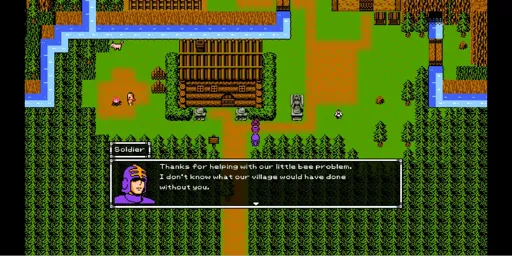 Soldier
Thanks for helping with our little bee problem.
I don't know what our village would have done
without you.